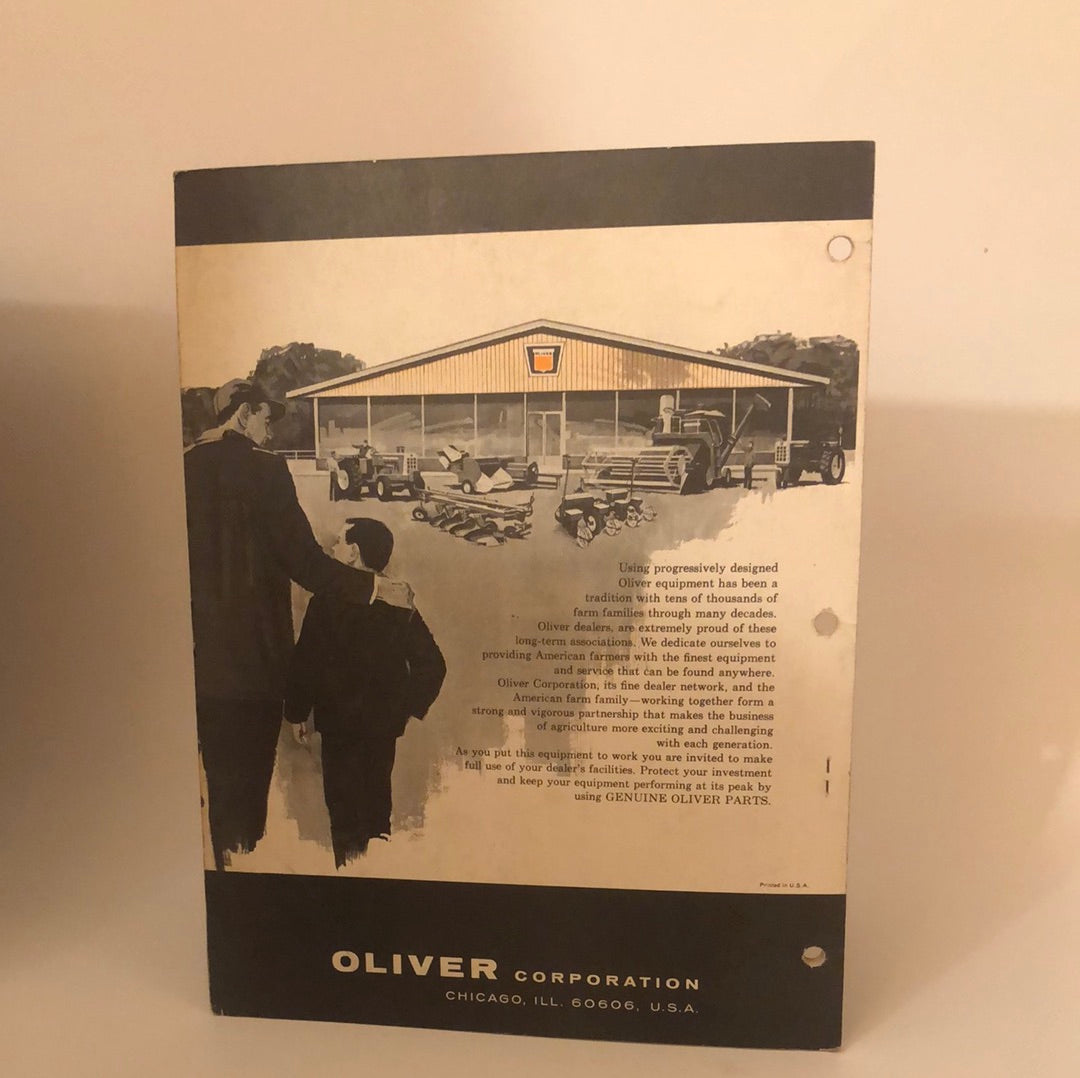 OLIVER
Using progressively designed
Oliver equipment has been a
tradition with tens of thousands of
farm families through many decades.
Oliver dealers, are extremely proud of these
long-term associations. We dedicate ourselves to
providing American farmers with the finest equipment
and service that can be found anywhere.
Oliver Corporation, its fine dealer network, and the
American farm family—working together form a
strong and vigorous partnership that makes the business
of agriculture more exciting and challenging
with each generation.
As you put this equipment to work you are invited to make
full use of your dealer's facilities. Protect your investment
and keep your equipment performing at its peak by
using GENUINE OLIVER PARTS.
Printed in U.S.A.
OLIVER CORPORATION
CHICAGO, ILL. 60606, U.S.A.